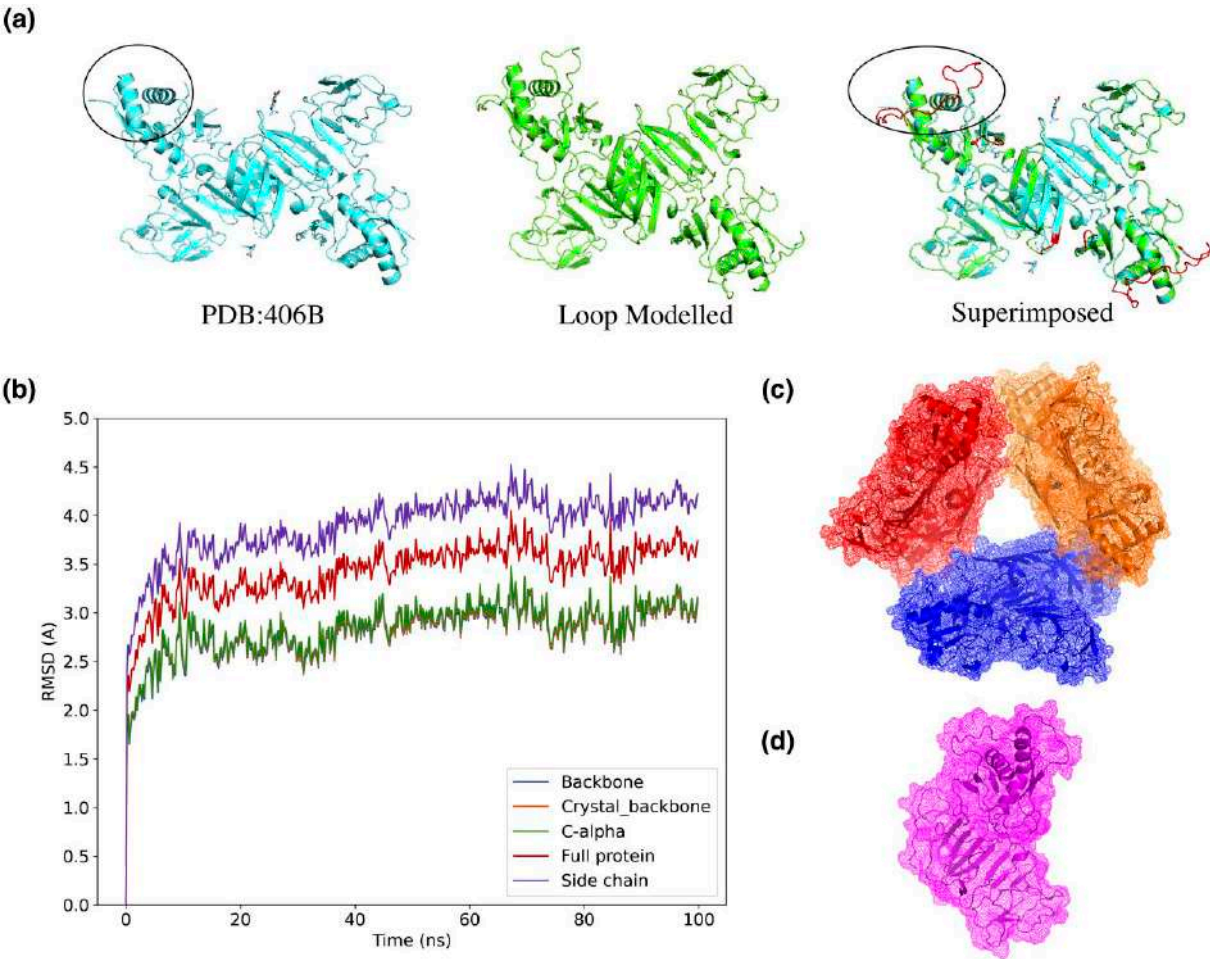 (a)
PDB:406B
Loop Modelled
Superimposed
(b)
RMSD (A)
5.0
4.5
4.0
3.5
3.0
2.5
2.0
1.5
1.0
0.5
0.0
Backbone
Crystal_backbone
C-alpha
Full protein
Side chain
0
20
40
60
80
100
Time (ns)
(c)
(d)